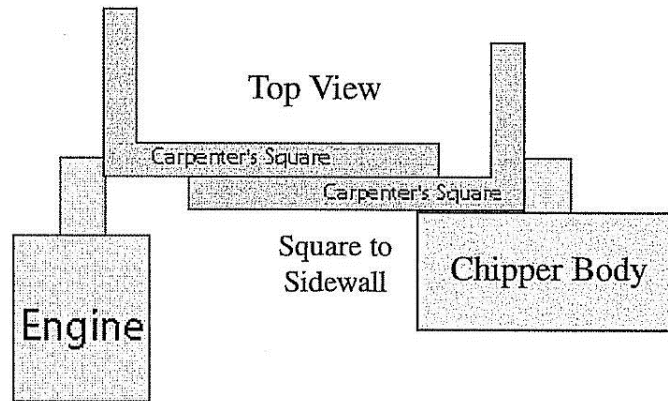 Top View
Carpenter's Square
Carpenter's Square
Square to
Sidewall
Chipper Body
Engine